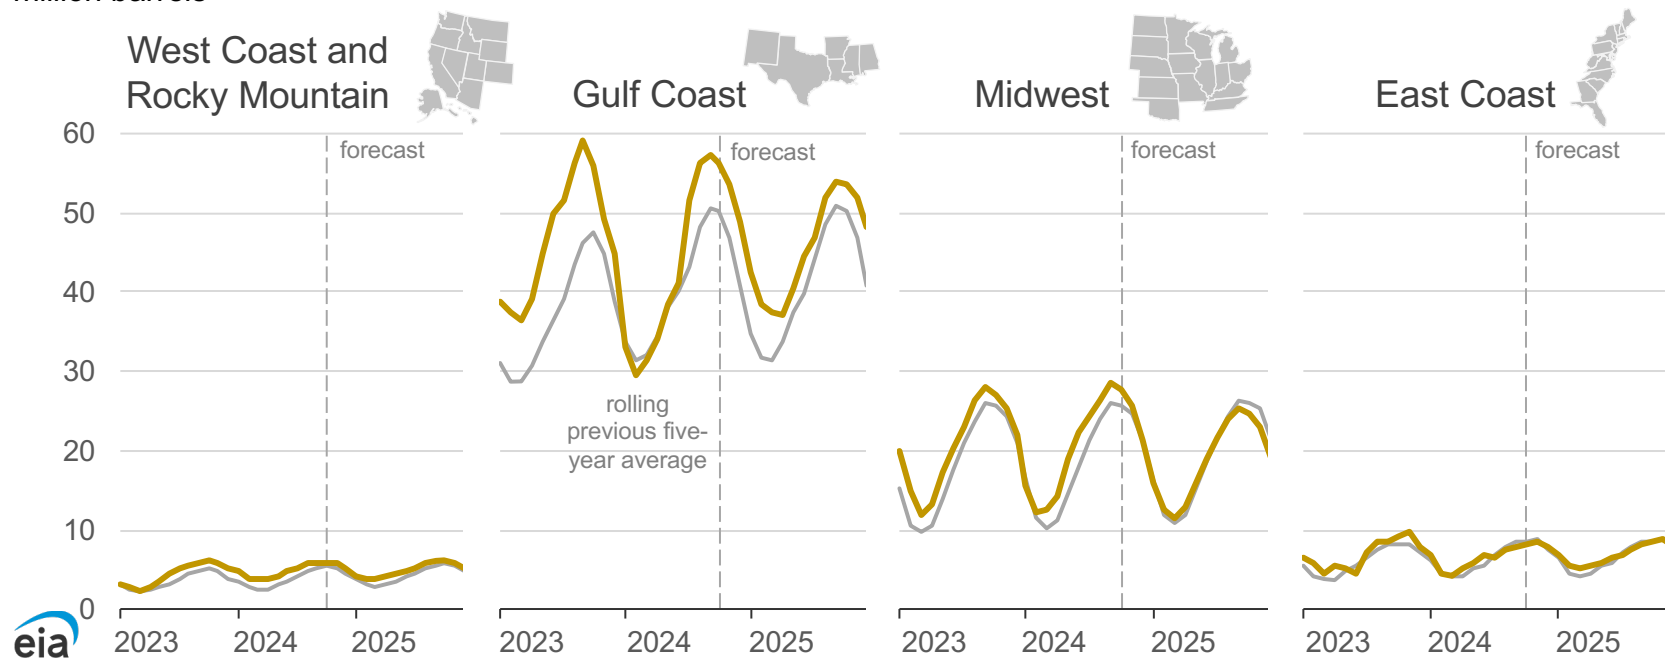 million barrels
West Coast and
Rocky Mountain
Gulf Coast
Midwest
East Coast
60
50
40
30
20
10
0
forecast
forecast
forecast
forecast
rolling
previous five-
year average
2023 2024 2025
2023 2024 2025
2023 2024 2025
2023 2024 2025
eia